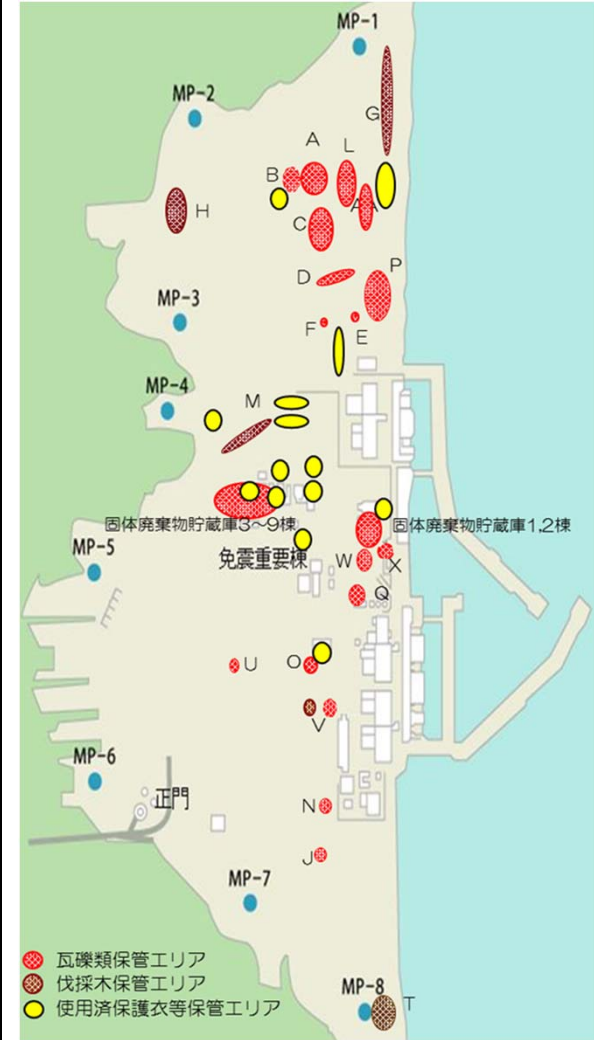 MP-1
MP-2
G
A
L
B
AA
H
C
D
P
MP-3
F
E
MP-4
M
固体廃棄物貯蔵庫3～9棟
固体廃棄物貯蔵庫1,2棟
MP-5
免震重要棟
W
X
Q
U
O
V
MP-6
正門
N
J
MP-7
瓦礫類保管エリア
伐採木保管エリア
使用済保護衣等保管エリア
MP-8
T